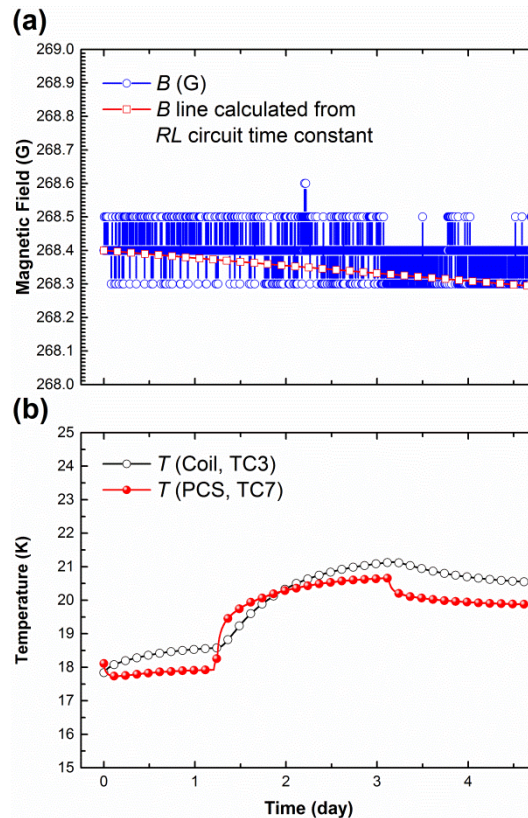 (a)
269.0
268.9
268.8
268.7
268.6
268.5
268.4
268.3
268.2
268.1
268.0
Magnetic Field (G)
B (G)
B line calculated from
RL circuit time constant
(b)
25
24
23
22
21
20
19
18
17
16
15
Temperature (K)
T (Coil, TC3)
T (PCS, TC7)
0 1 2 3 4
Time (day)